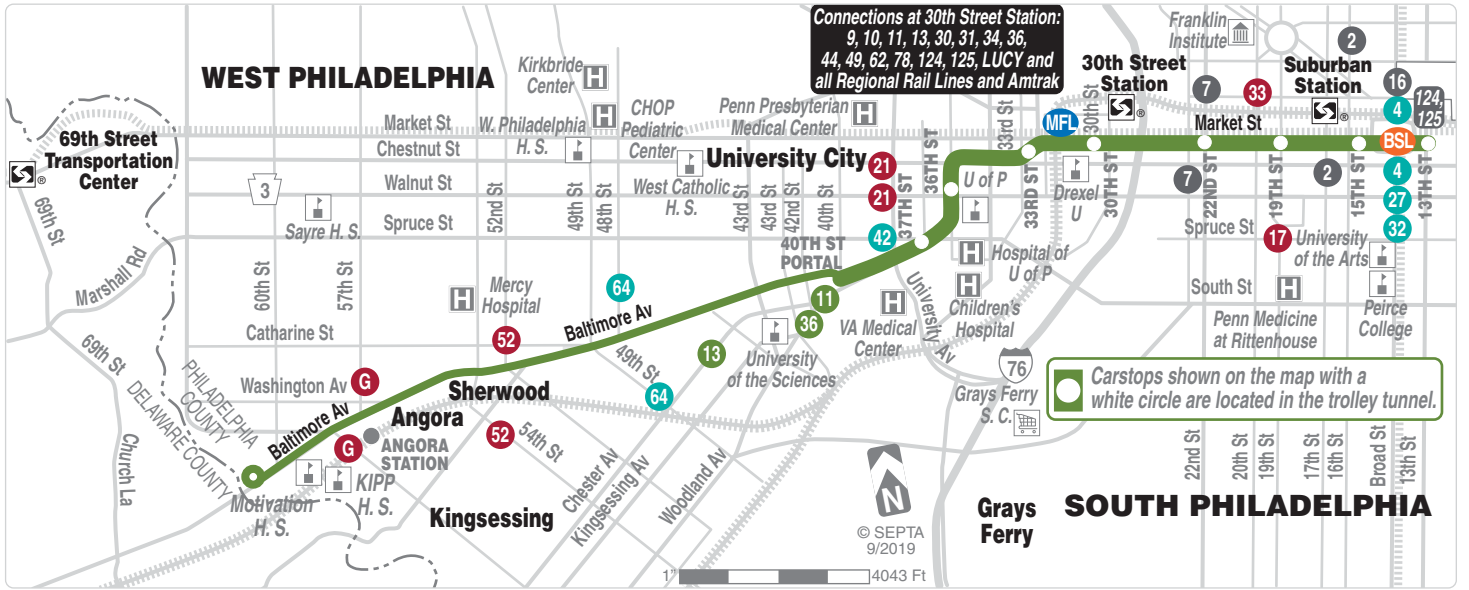 Connections at 30th Street Station:
9, 10, 11, 13, 30, 31, 34, 36,
44, 49, 62, 78, 124, 125, LUCY and
all Regional Rail Lines and Amtrak
Franklin
Institute
2
WEST PHILADELPHIA
Kirkbride
Center
30th Street
Station
Suburban
Station
16
7
33
4
124,
125
CHOP
Pediatric
Center
Penn Presbyterian
Medical Center
33rd St
30th St
MFL
®
®
69th Street
Transportation
Center
®
Market St
W. Philadelphia
H. S.
Market St
BSL
Chestnut St
University City
21
36TH ST
3
Walnut St
West Catholic
H. S.
21
U of P
Drexel
U
7
2
4
27
32
52nd St
49th St
48th St
43rd St
43rd St
42nd St
40th St
37TH ST
33RD ST
30TH ST
22ND ST
19TH ST
15TH ST
13TH ST
69th St
Sayre H. S.
Spruce St
42
Spruce St
17
University
of the Arts
40TH ST
PORTAL
Hospital of
U of P
Marshall Rd
60th St
57th St
Mercy
Hospital
64
11
University Av
Children's
Hospital
South St
Penn Medicine
at Rittenhouse
Peirce
College
Baltimore Av
36
VA Medical
Center
Catharine St
52
13
University
of the Sciences
76
69th St
49th St
Washington Av
G
Sherwood
64
Grays Ferry
S. C.
Carstops shown on the map with a
white circle are located in the trolley tunnel.
PHILADELPHIA
COUNTY
DELAWARE COUNTY
Baltimore Av
Angora
G
ANGORA
STATION
52
54th St
Church La
Chester Av
Kingsessing Av
Woodland Av
22nd St
20th St
19th St
17th St
16th St
Broad St
13th St
Motivation
H. S.
KIPP
H. S.
N
Kingsessing
Grays
Ferry
SOUTH PHILADELPHIA
© SEPTA
9/2019
1"
4043 Ft